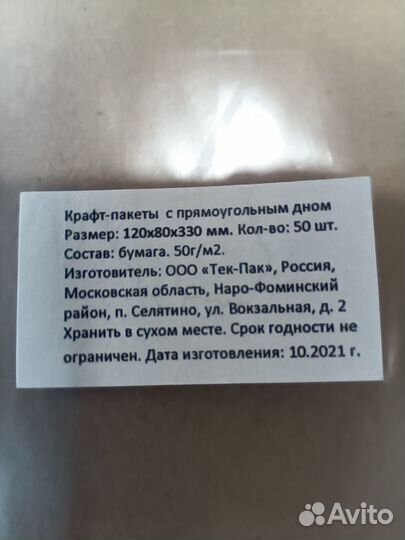 Крафт-пакеты с прямоугольным дном
Размер: 120х80х330 мм. Кол-во: 50 шт.
Состав: бумага. 50г/м2.
Изготовитель: ООО «Тек-Пак», Россия,
Московская область, Наро-Фоминский
район, п. Селятино, ул. Вокзальная, д. 2
Хранить в сухом месте. Срок годности не
ограничен. Дата изготовления: 10.2021 г.
Avito